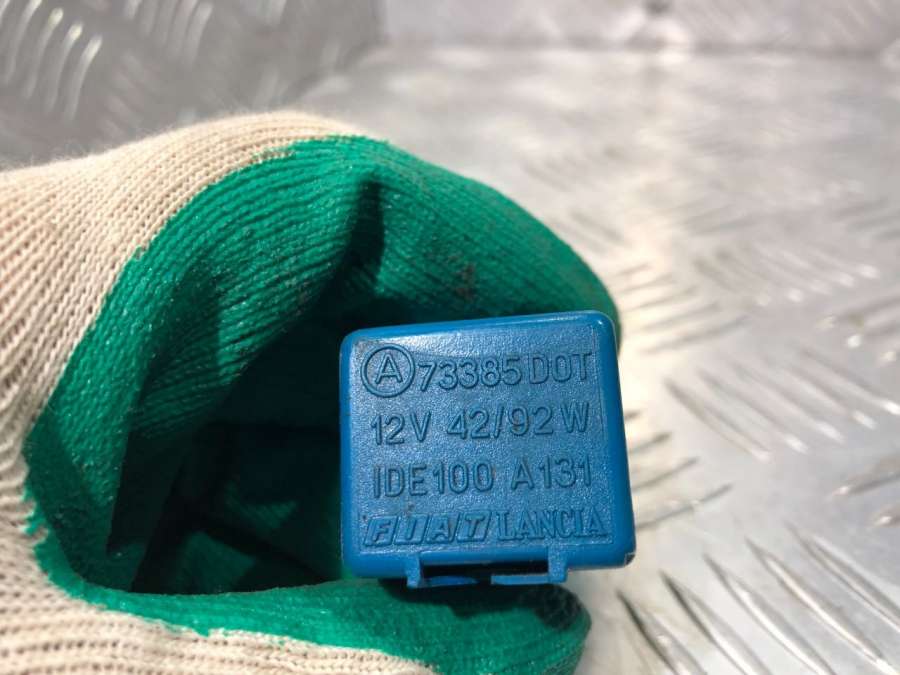 A 73385 DOT
12V 42/92 W
IDE100 A131
FIAT LANCIA